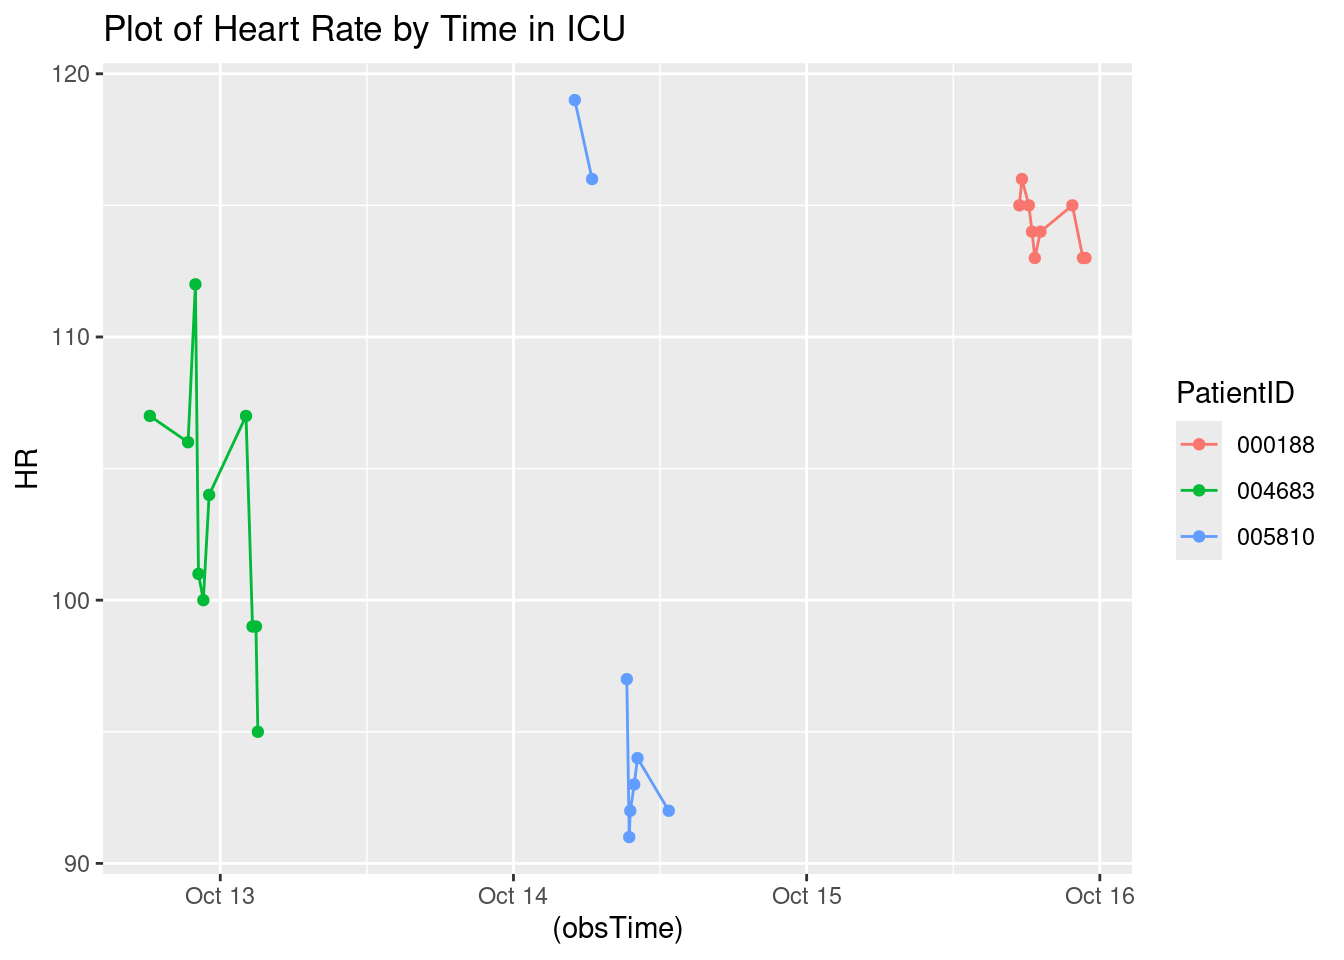 Plot of Heart Rate by Time in ICU
120
110
100
90
HR
Oct 13
Oct 14
Oct 15
Oct 16
(obsTime)
PatientID
000188
004683
005810